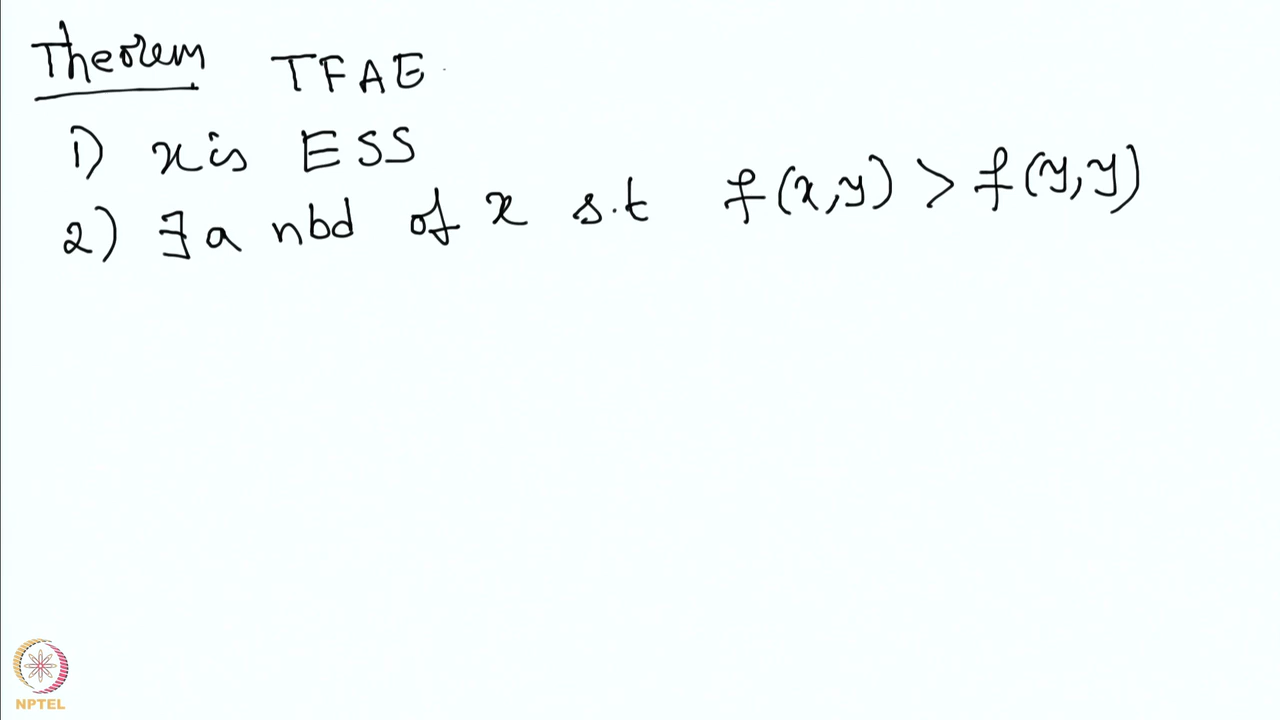 Theorem TFAE
1) x is ESS
2) ∃ a nbd of x s.t f(x,y) > f(y,y)
NPTEL